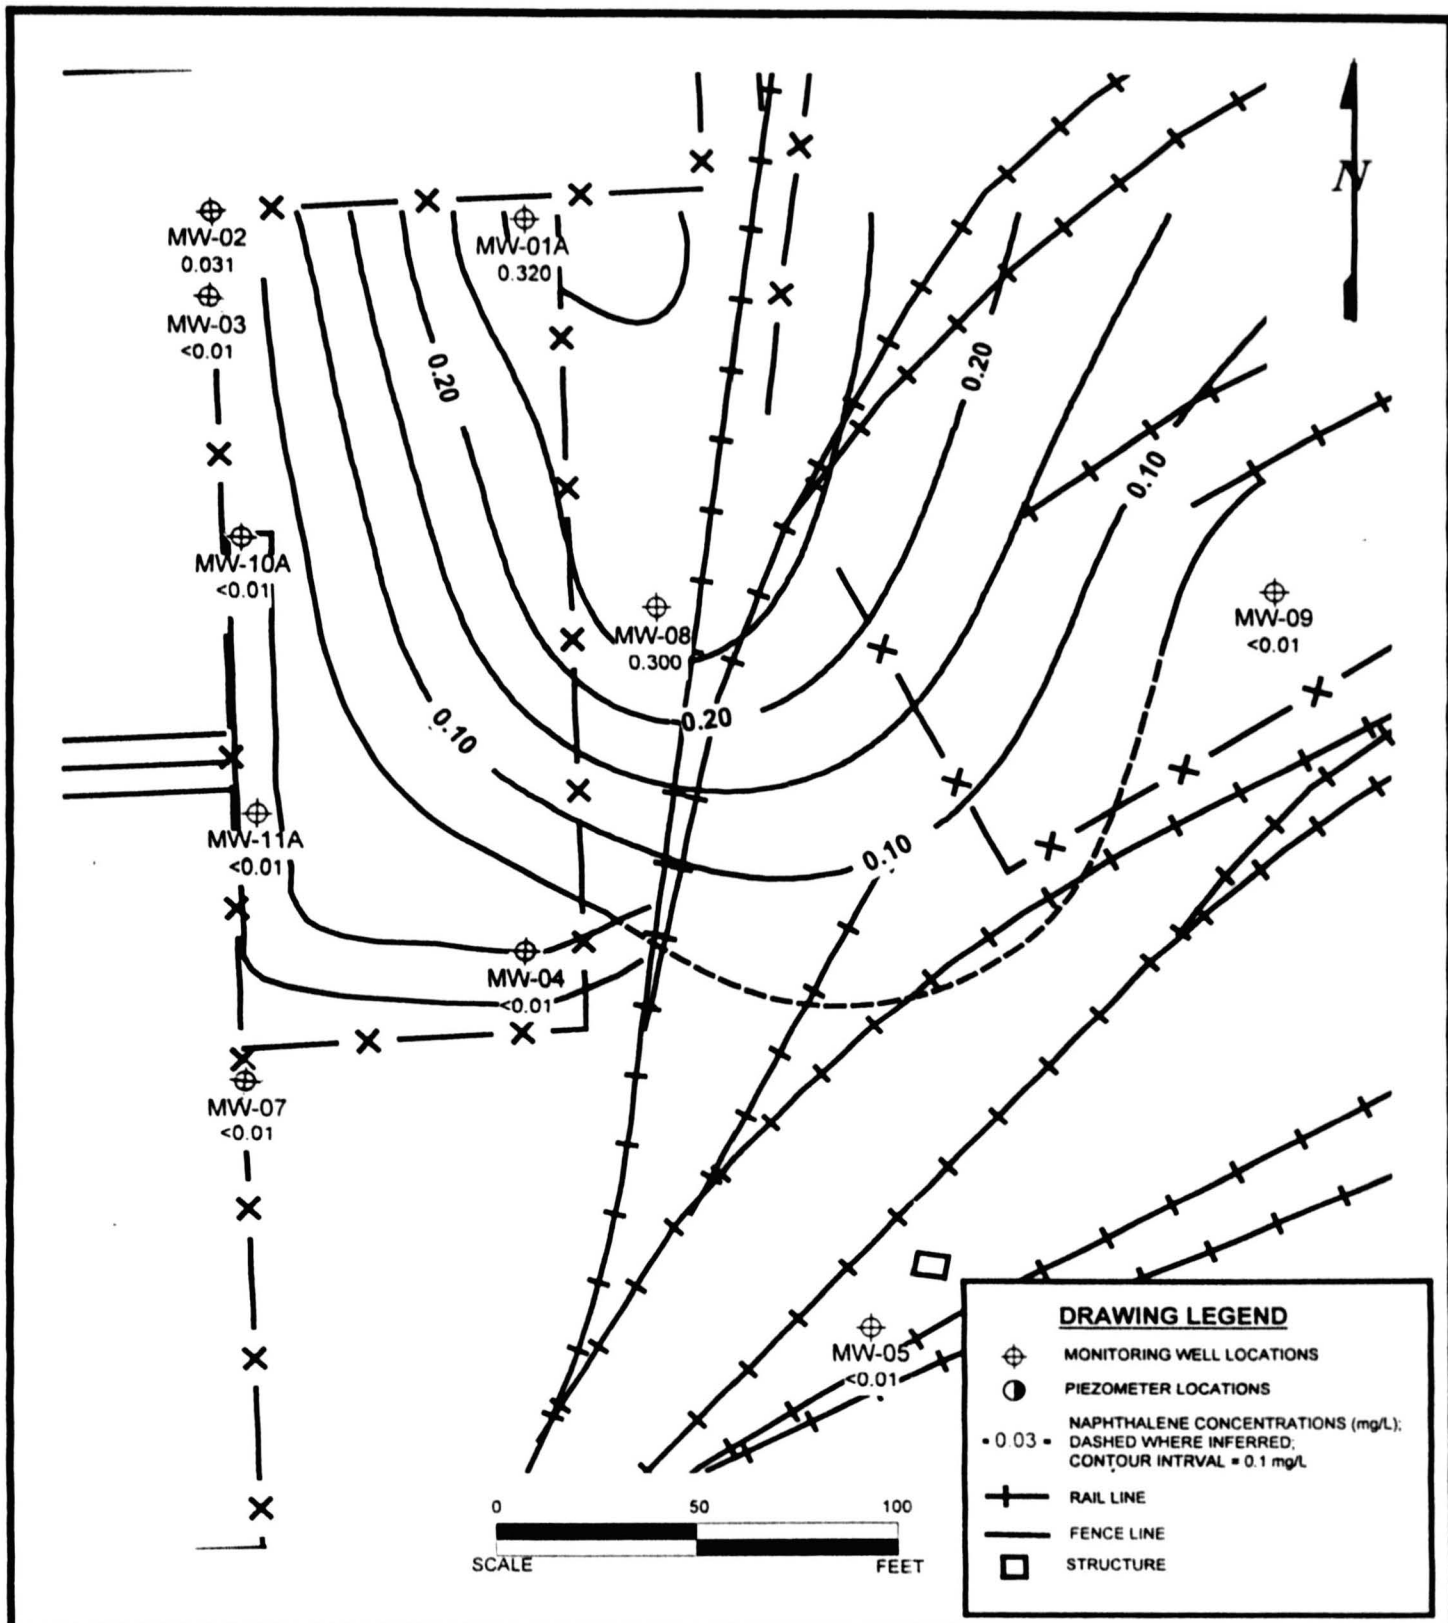 N
MW-02
0.031
MW-01A
0.320
MW-03
<0.01
0.20
0.20
0.10
MW-10A
<0.01
MW-09
<0.01
MW-08
0.300
0.20
0.10
MW-11A
<0.01
0.10
MW-04
<0.01
MW-07
<0.01
MW-05
<0.01
DRAWING LEGEND
MONITORING WELL LOCATIONS
PIEZOMETER LOCATIONS
NAPHTHALENE CONCENTRATIONS (mg/L);
- 0.03 - DASHED WHERE INFERRED;
CONTOUR INTRVAL = 0.1 mg/L
RAIL LINE
FENCE LINE
STRUCTURE
0 50 100
SCALE FEET